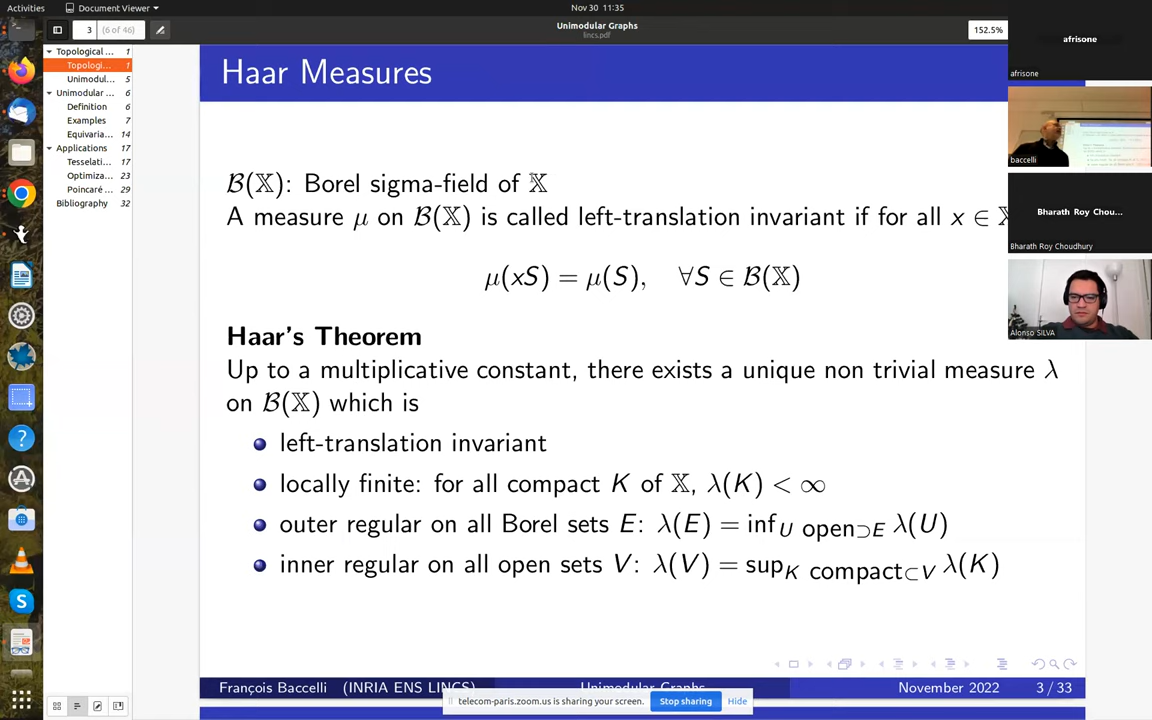 Activities
Document Viewer
Nov 30 11:35
3
(6 of 46)
Unimodular Graphs
lincs.pdf
152.5%
Topological ... 1
Topologi... 1
Unimodul... 5
Unimodular ... 6
Definition 6
Examples 7
Equivaria... 14
Applications 17
Tesselati... 17
Optimiza... 23
Poincaré ... 29
Bibliography 32
Haar Measures
ℬ(𝕏): Borel sigma-field of 𝕏
A measure μ on ℬ(𝕏) is called left-translation invariant if for all x ∈ 𝕏
μ(xS) = μ(S), ∀S ∈ ℬ(𝕏)
Haar's Theorem
Up to a multiplicative constant, there exists a unique non trivial measure λ
on ℬ(𝕏) which is
left-translation invariant
locally finite: for all compact K of 𝕏, λ(K) < ∞
outer regular on all Borel sets E: λ(E) = inf_U open⊃E λ(U)
inner regular on all open sets V: λ(V) = sup_K compact⊂V λ(K)
François Baccelli (INRIA ENS LINCS)
Unimodular Graphs
November 2022
3 / 33
telecom-paris.zoom.us is sharing your screen.
Stop sharing
Hide
afrisone
afrisone
baccelli
Bharath Roy Chou...
Bharath Roy Choudhury
Alonso SILVA